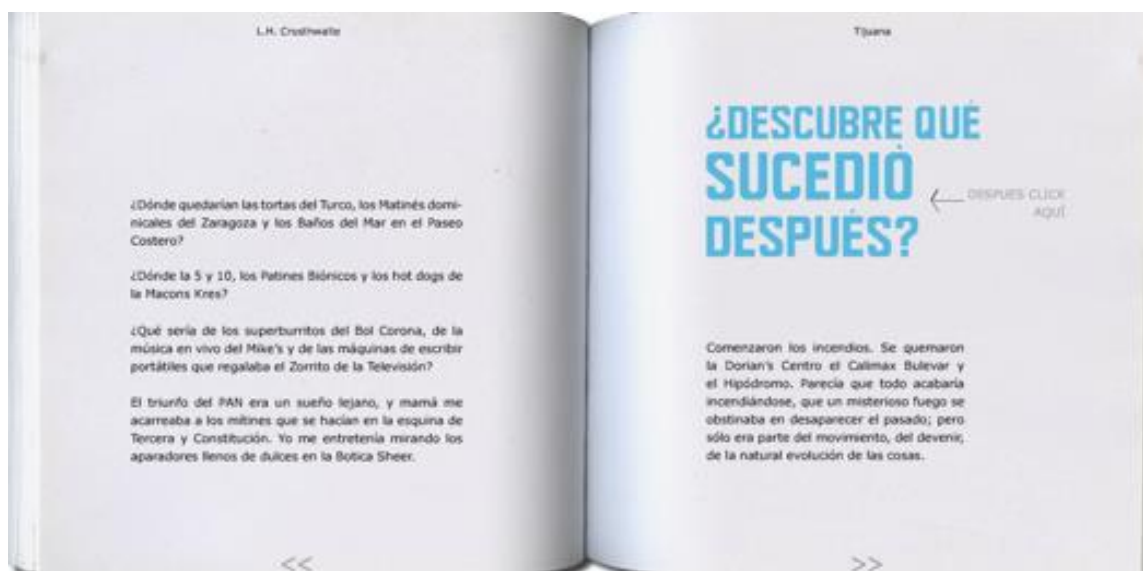 L.H. Crosthwaite
¿Dónde quedarían las tortas del Turco, los Matinés domi-
nicales del Zaragoza y los Baños del Mar en el Paseo
Costero?
¿Dónde la 5 y 10, los Patines Biónicos y los hot dogs de
la Macons Kres?
¿Qué sería de los superburritos del Bol Corona, de la
música en vivo del Mike's y de las máquinas de escribir
portátiles que regalaba el Zorrito de la Televisión?
El triunfo del PAN era un sueño lejano, y mamá me
acarreaba a los mítines que se hacían en la esquina de
Tercera y Constitución. Yo me entretenía mirando los
aparadores llenos de dulces en la Botica Sheer.
<<
Tijuana
¿DESCUBRE QUÉ
SUCEDIÓ
DESPUÉS?
DESPUES CLICK
AQUÍ
Comenzaron los incendios. Se quemaron
la Dorian's Centro el Calimax Bulevar y
el Hipódromo. Parecía que todo acabaría
incendiándose, que un misterioso fuego se
obstinaba en desaparecer el pasado; pero
sólo era parte del movimiento, del devenir,
de la natural evolución de las cosas.
>>